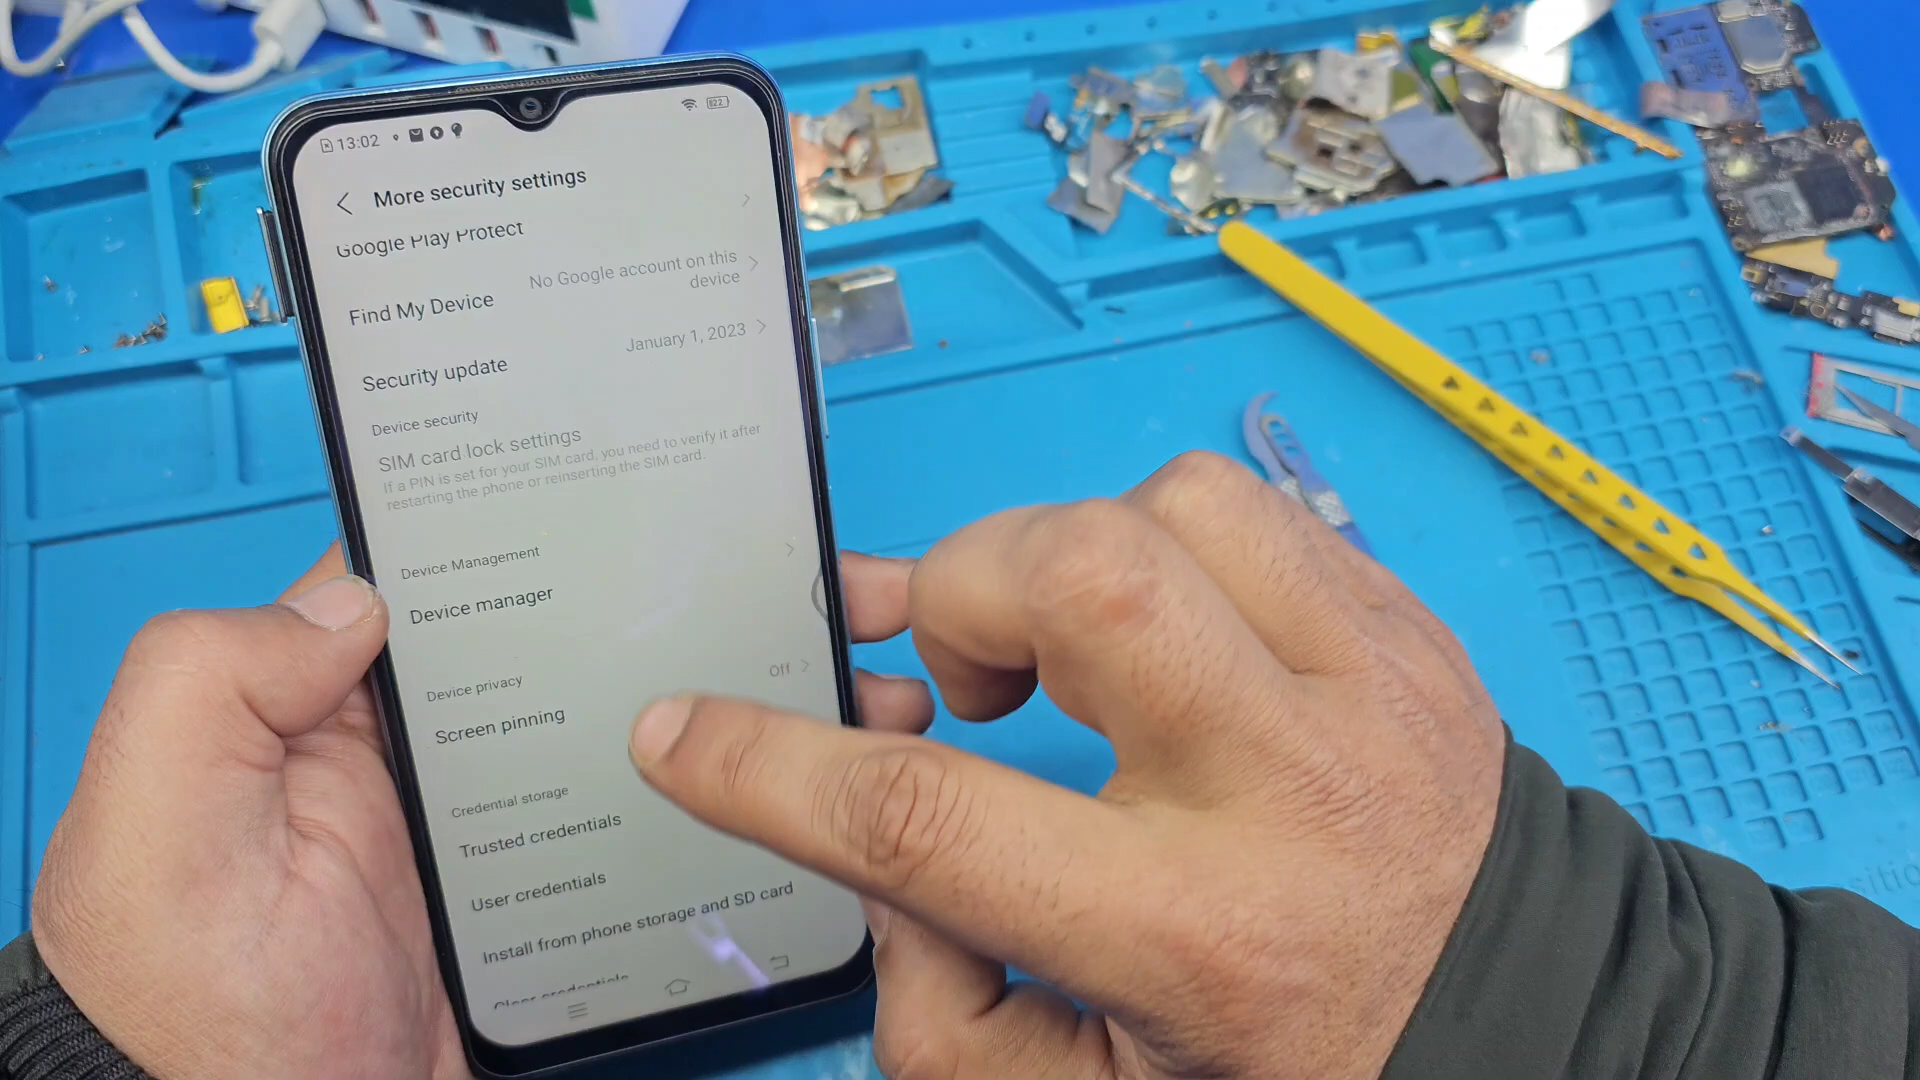 13:02
More security settings
Google Play Protect
No Google account on this
device
Find My Device
January 1, 2023
Security update
Device security
SIM card lock settings
If a PIN is set for your SIM card, you need to verify it after
restarting the phone or reinserting the SIM card.
Device Management
Device manager
Device privacy
Off
Screen pinning
Credential storage
Trusted credentials
User credentials
Install from phone storage and SD card
Clear credentials